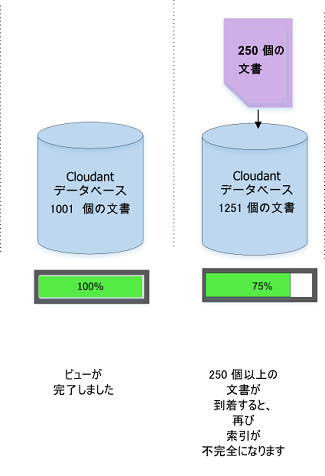 250 個の
文書
Cloudant
データベース
1001 個の文書
Cloudant
データベース
1251 個の文書
100%
75%
ビューが
完了しました
250 個以上の
文書が
到着すると、
再び
索引が
不完全になります